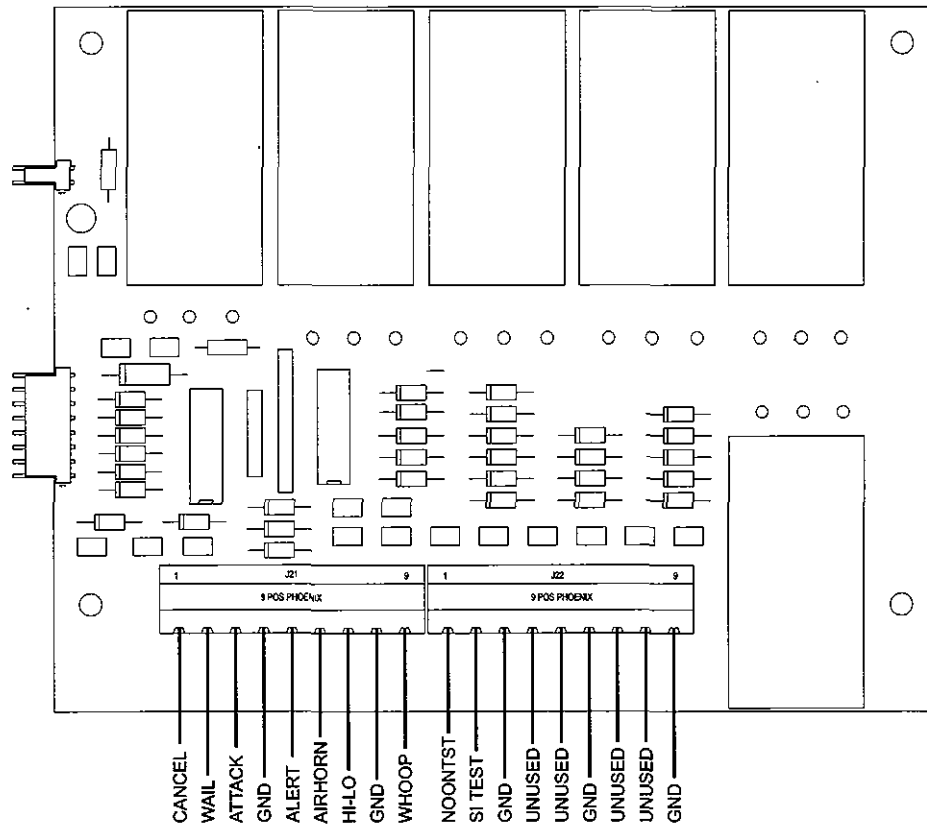 1 J21 9
9 POS PHOENIX
1 J22 9
9 POS PHOENIX
CANCEL
WAIL
ATTACK
GND
ALERT
AIRHORN
HI-LO
GND
WHOOP
NOONTST
SI TEST
GND
UNUSED
UNUSED
GND
UNUSED
UNUSED
GND